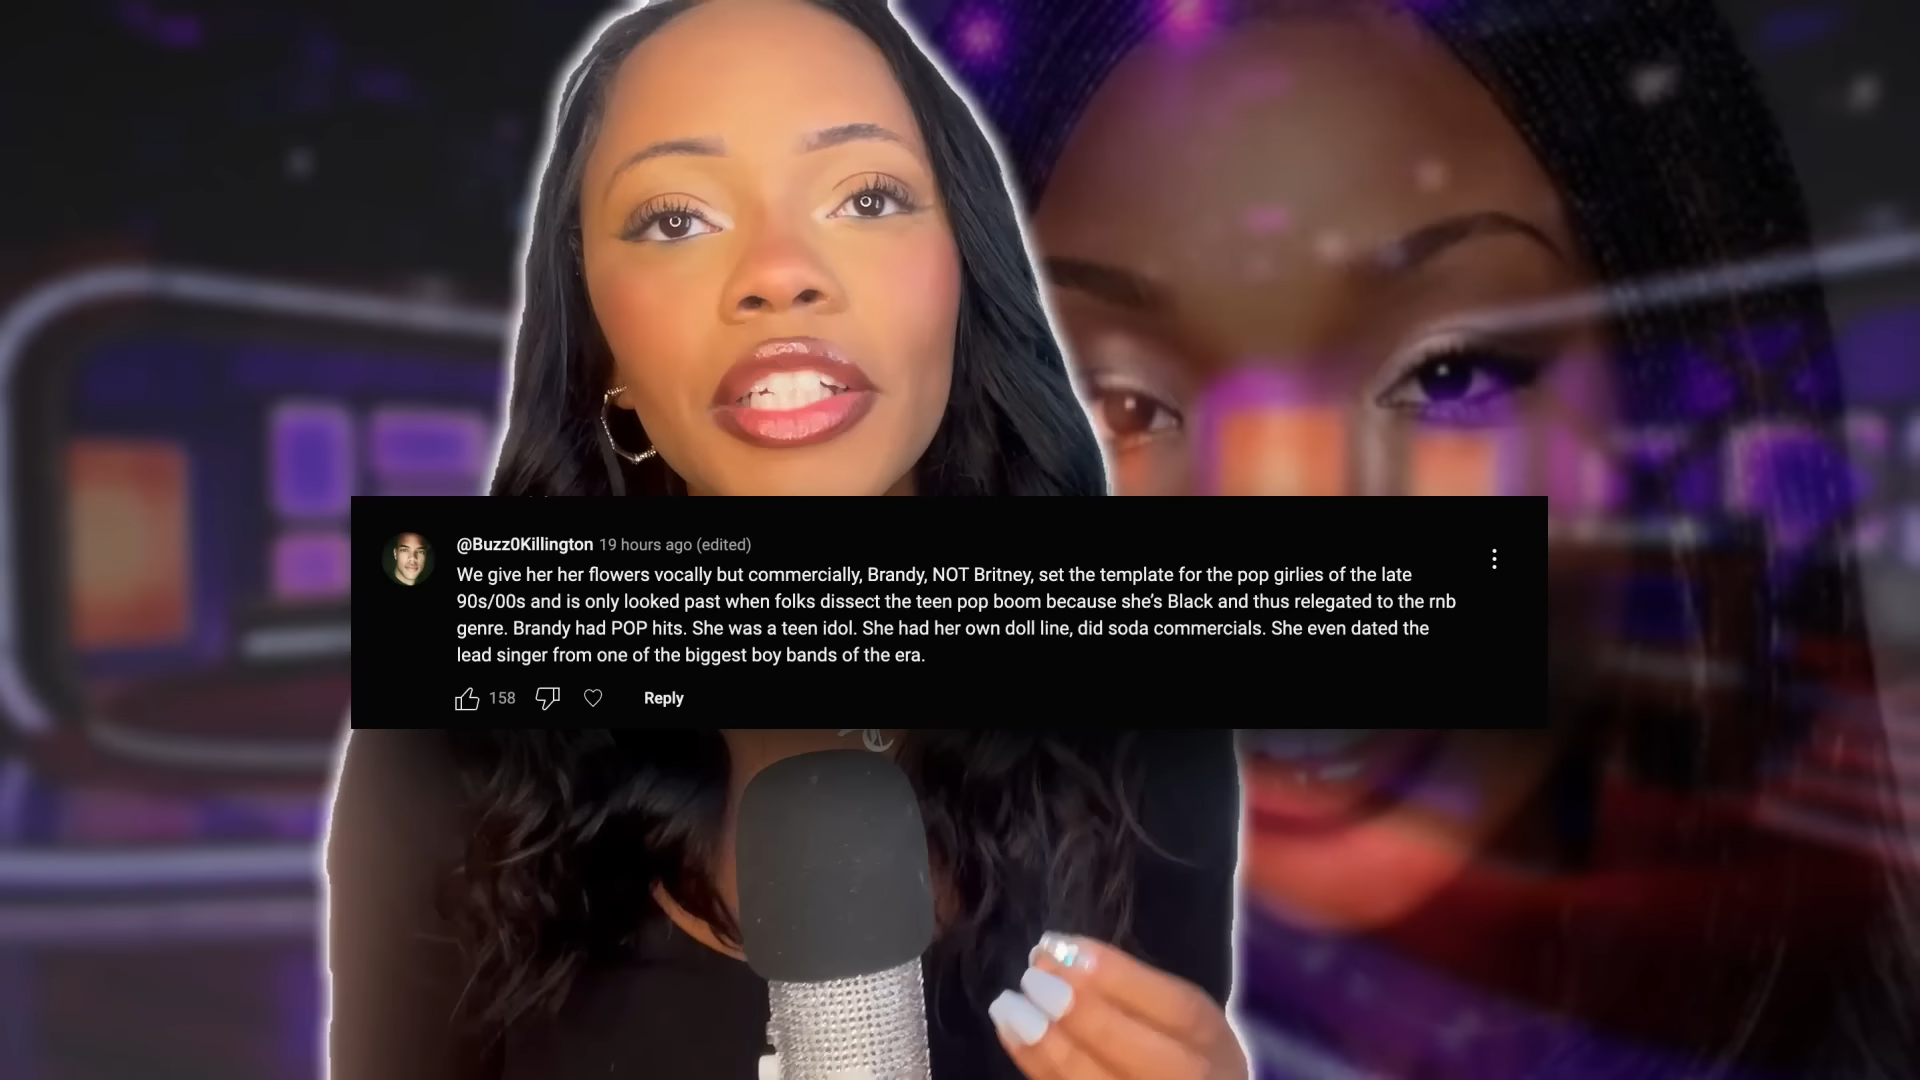 @Buzz0Killington 19 hours ago (edited)
We give her her flowers vocally but commercially, Brandy, NOT Britney, set the template for the pop girlies of the late
90s/00s and is only looked past when folks dissect the teen pop boom because she’s Black and thus relegated to the rnb
genre. Brandy had POP hits. She was a teen idol. She had her own doll line, did soda commercials. She even dated the
lead singer from one of the biggest boy bands of the era.
158 Reply